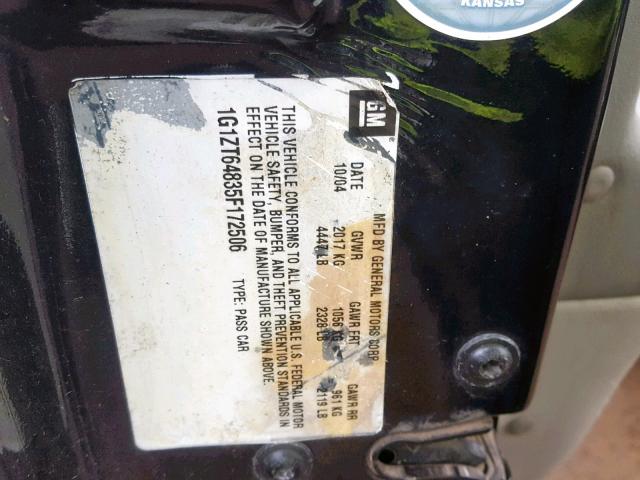 KANSAS
GM
MFD BY GENERAL MOTORS CORP
DATE GVWR GAWR FRT GAWR RR
10/04 2017 KG 1056 KG 961 KG
4447 LB 2328 LB 2119 LB
THIS VEHICLE CONFORMS TO ALL APPLICABLE U.S. FEDERAL MOTOR
VEHICLE SAFETY, BUMPER, AND THEFT PREVENTION STANDARDS IN
EFFECT ON THE DATE OF MANUFACTURE SHOWN ABOVE.
1G1ZT64835F172506 TYPE: PASS CAR